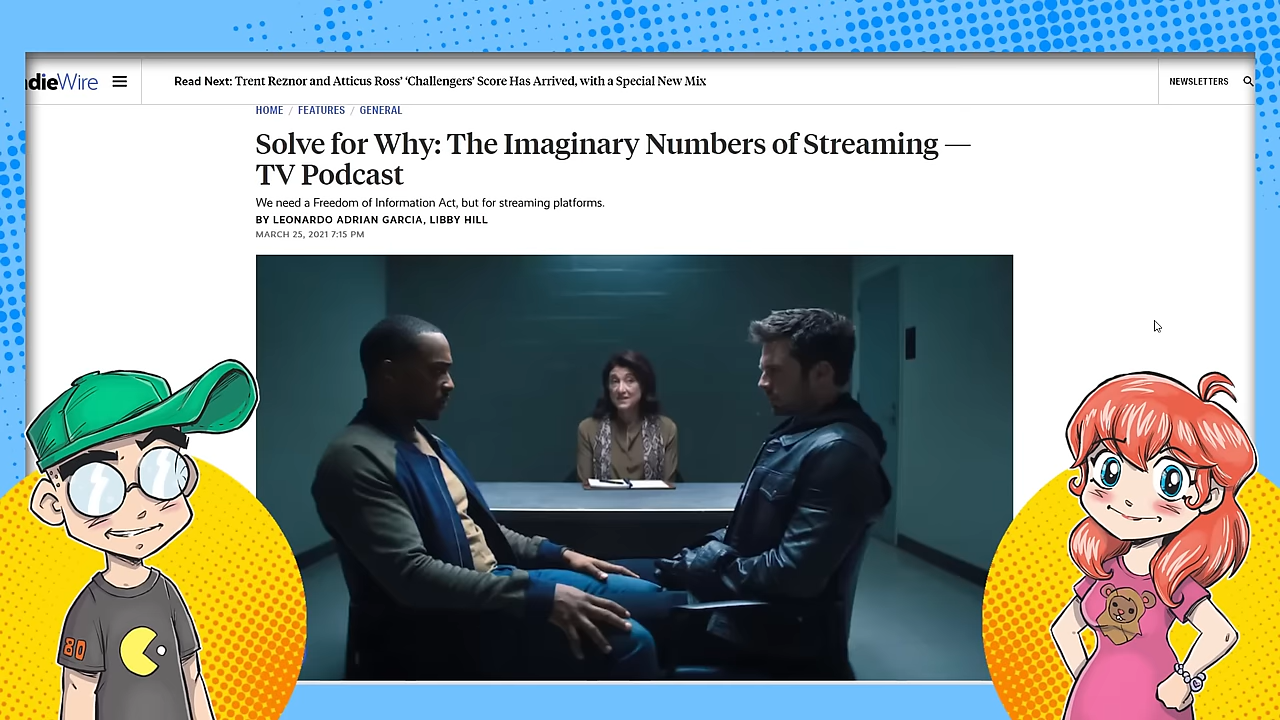 dieWire
Read Next: Trent Reznor and Atticus Ross' 'Challengers' Score Has Arrived, with a Special New Mix
NEWSLETTERS
HOME / FEATURES / GENERAL
Solve for Why: The Imaginary Numbers of Streaming —
TV Podcast
We need a Freedom of Information Act, but for streaming platforms.
BY LEONARDO ADRIAN GARCIA, LIBBY HILL
MARCH 25, 2021 7:15 PM
80